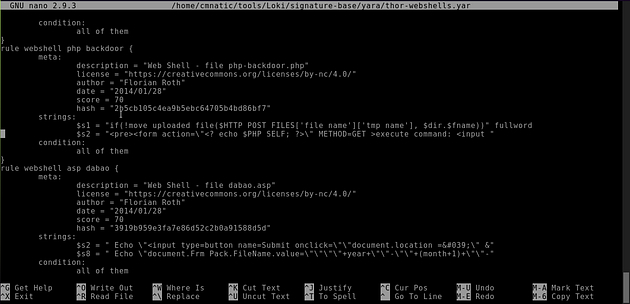 GNU nano 2.9.3 /home/cmnatic/tools/Loki/signature-base/yara/thor-webshells.yar
condition:
all of them
}
rule webshell php backdoor {
meta:
description = "Web Shell - file php-backdoor.php"
license = "https://creativecommons.org/licenses/by-nc/4.0/"
author = "Florian Roth"
date = "2014/01/28"
score = 70
hash = "2b5cb105c4ea9b5ebc64705b4bd86bf7"
strings:
$s1 = "if(!move uploaded file($HTTP POST FILES['file name']['tmp name'], $dir.$fname))" fullword
$s2 = "<pre><form action=\"<? echo $PHP SELF; ?>\" METHOD=GET >execute command: <input "
condition:
all of them
}
rule webshell asp dabao {
meta:
description = "Web Shell - file dabao.asp"
license = "https://creativecommons.org/licenses/by-nc/4.0/"
author = "Florian Roth"
date = "2014/01/28"
score = 70
hash = "3919b959e3fa7e86d52c2b0a91588d5d"
strings:
$s2 = " Echo \"<input type=button name=Submit onclick=\"\"document.location =&#039;\" &"
$s8 = " Echo \"document.Frm Pack.FileName.value=\"\"\"\"+year+\"\"-\"\"+(month+1)+\"\"-"
condition:
all of them
^G Get Help ^O Write Out ^W Where Is ^K Cut Text ^J Justify ^C Cur Pos M-U Undo M-A Mark Text
^X Exit ^R Read File ^\ Replace ^U Uncut Text ^T To Spell ^_ Go To Line M-E Redo M-6 Copy Text